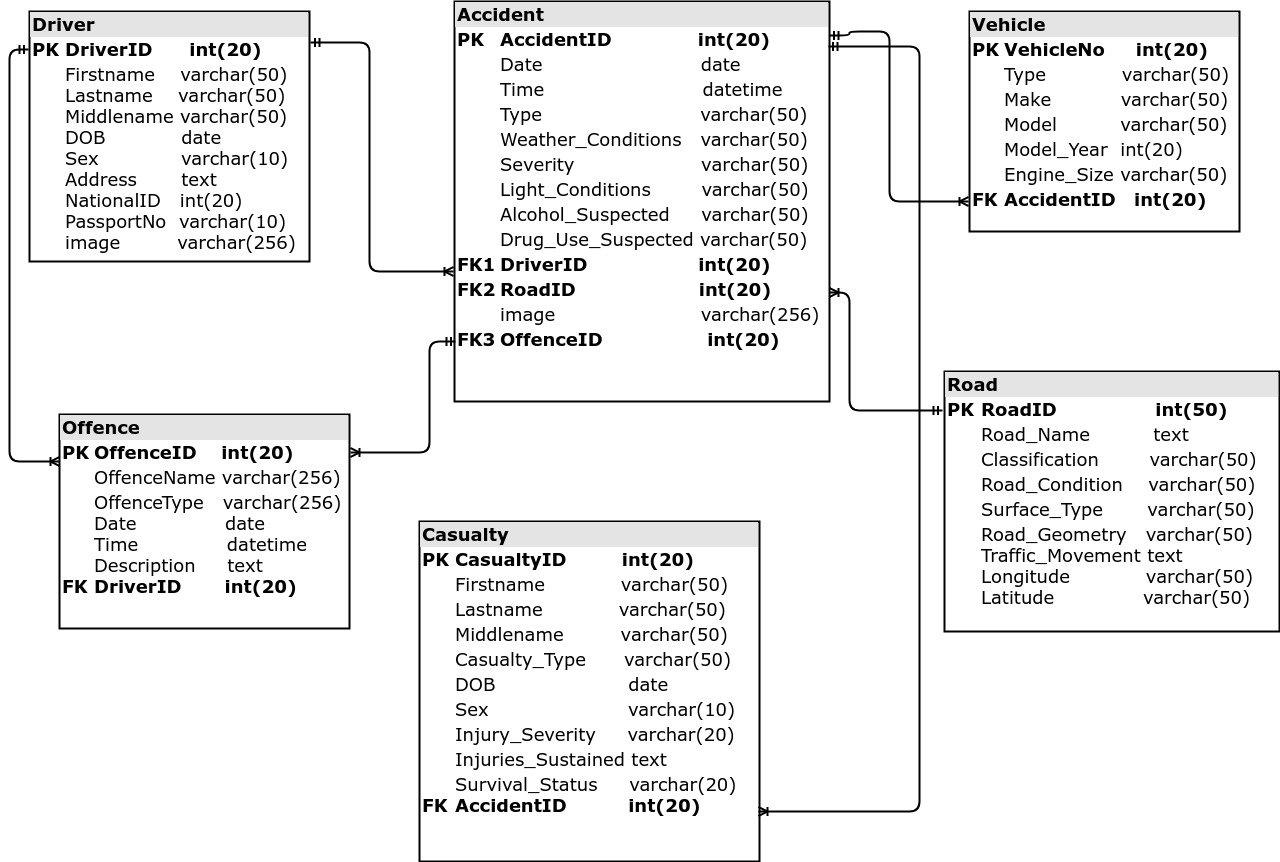 Driver
PK DriverID int(20)
Firstname varchar(50)
Lastname varchar(50)
Middlename varchar(50)
DOB date
Sex varchar(10)
Address text
NationalID int(20)
PassportNo varchar(10)
image varchar(256)
Accident
PK AccidentID int(20)
Date date
Time datetime
Type varchar(50)
Weather_Conditions varchar(50)
Severity varchar(50)
Light_Conditions varchar(50)
Alcohol_Suspected varchar(50)
Drug_Use_Suspected varchar(50)
FK1 DriverID int(20)
FK2 RoadID int(20)
image varchar(256)
FK3 OffenceID int(20)
Vehicle
PK VehicleNo int(20)
Type varchar(50)
Make varchar(50)
Model varchar(50)
Model_Year int(20)
Engine_Size varchar(50)
FK AccidentID int(20)
Offence
PK OffenceID int(20)
OffenceName varchar(256)
OffenceType varchar(256)
Date date
Time datetime
Description text
FK DriverID int(20)
Casualty
PK CasualtyID int(20)
Firstname varchar(50)
Lastname varchar(50)
Middlename varchar(50)
Casualty_Type varchar(50)
DOB date
Sex varchar(10)
Injury_Severity varchar(20)
Injuries_Sustained text
Survival_Status varchar(20)
FK AccidentID int(20)
Road
PK RoadID int(50)
Road_Name text
Classification varchar(50)
Road_Condition varchar(50)
Surface_Type varchar(50)
Road_Geometry varchar(50)
Traffic_Movement text
Longitude varchar(50)
Latitude varchar(50)